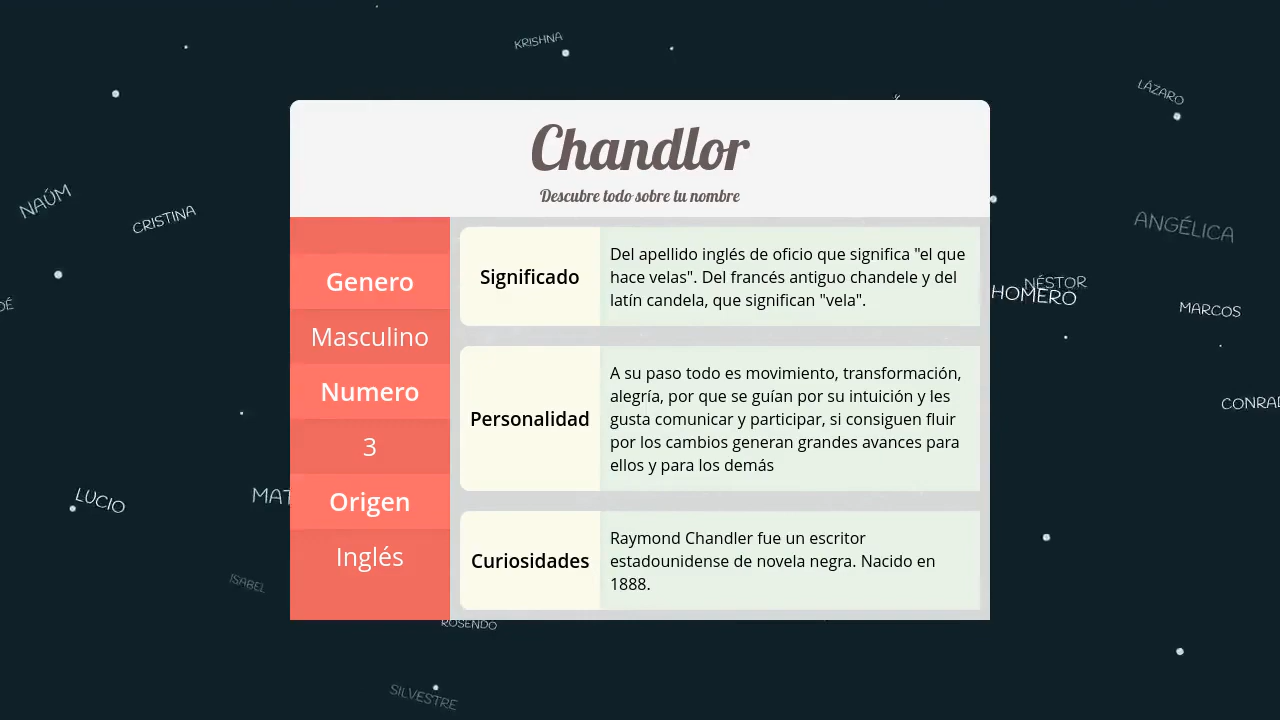 KRISHNA
LÁZARO
Chandlor
Descubre todo sobre tu nombre
NAÚM
CRISTINA
ANGÉLICA
Genero
Masculino
Numero
3
Origen
Inglés
Significado
Del apellido inglés de oficio que significa "el que
hace velas". Del francés antiguo chandele y del
latín candela, que significan "vela".
Personalidad
A su paso todo es movimiento, transformación,
alegría, por que se guían por su intuición y les
gusta comunicar y participar, si consiguen fluir
por los cambios generan grandes avances para
ellos y para los demás
Curiosidades
Raymond Chandler fue un escritor
estadounidense de novela negra. Nacido en
1888.
NÉSTOR
HOMERO
MARCOS
CONRAD
LUCIO
MAT
ISABEL
ROSENDO
SILVESTRE